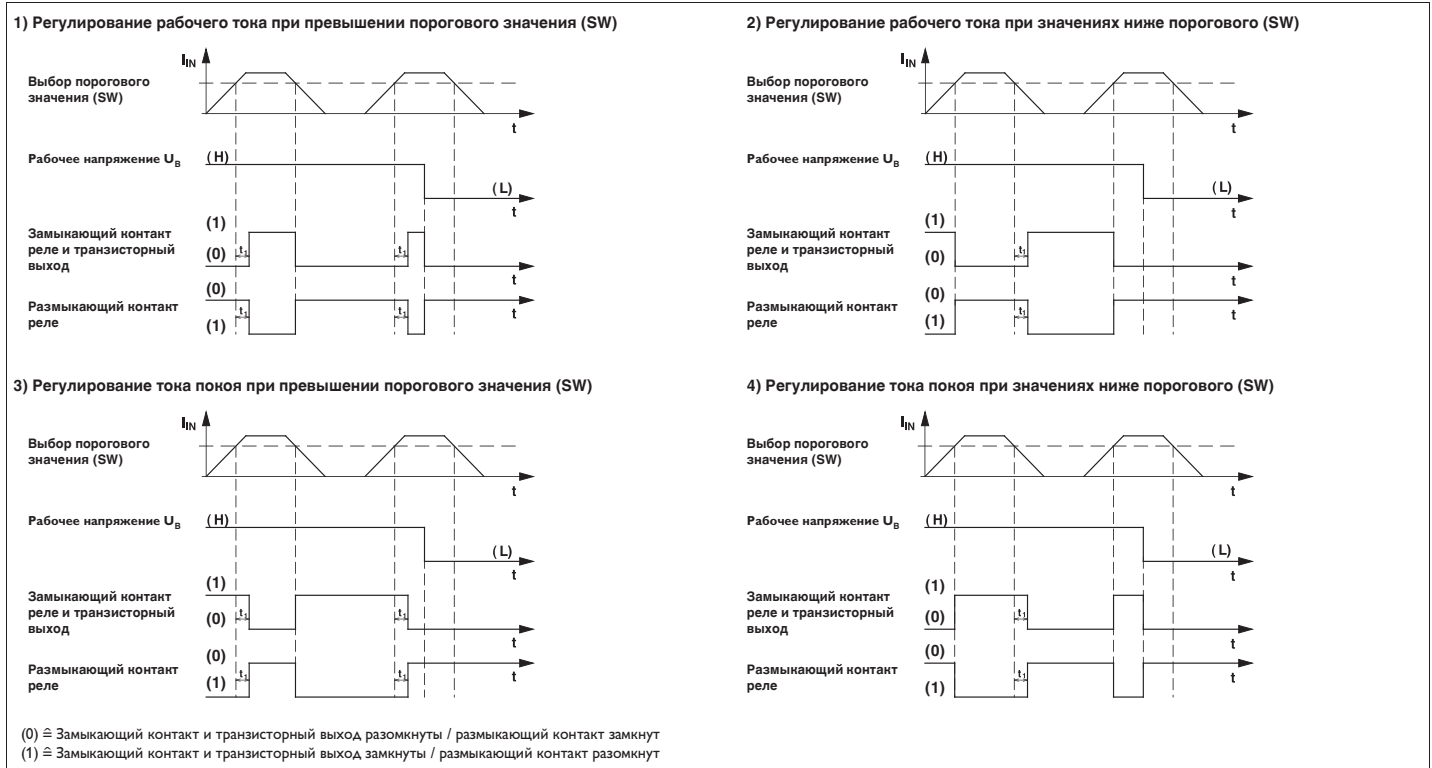 1) Регулирование рабочего тока при превышении порогового значения (SW)
I_IN
Выбор порогового
значения (SW)
t
Рабочее напряжение U_B
(H)
(L)
t
Замыкающий контакт
реле и транзисторный
выход
(1)
(0)
t₁
t₁
t
Размыкающий контакт
реле
(0)
(1)
t₁
t₁
t
2) Регулирование рабочего тока при значениях ниже порогового (SW)
I_IN
Выбор порогового
значения (SW)
t
Рабочее напряжение U_B
(H)
(L)
t
Замыкающий контакт
реле и транзисторный
выход
(1)
(0)
t₁
t
Размыкающий контакт
реле
(0)
(1)
t₁
t
3) Регулирование тока покоя при превышении порогового значения (SW)
I_IN
Выбор порогового
значения (SW)
t
Рабочее напряжение U_B
(H)
(L)
t
Замыкающий контакт
реле и транзисторный
выход
(1)
(0)
t₁
t₁
t
Размыкающий контакт
реле
(0)
(1)
t₁
t₁
t
4) Регулирование тока покоя при значениях ниже порогового (SW)
I_IN
Выбор порогового
значения (SW)
t
Рабочее напряжение U_B
(H)
(L)
t
Замыкающий контакт
реле и транзисторный
выход
(1)
(0)
t₁
t
Размыкающий контакт
реле
(0)
(1)
t₁
t
(0) ≙ Замыкающий контакт и транзисторный выход разомкнуты / размыкающий контакт замкнут
(1) ≙ Замыкающий контакт и транзисторный выход замкнуты / размыкающий контакт разомкнут